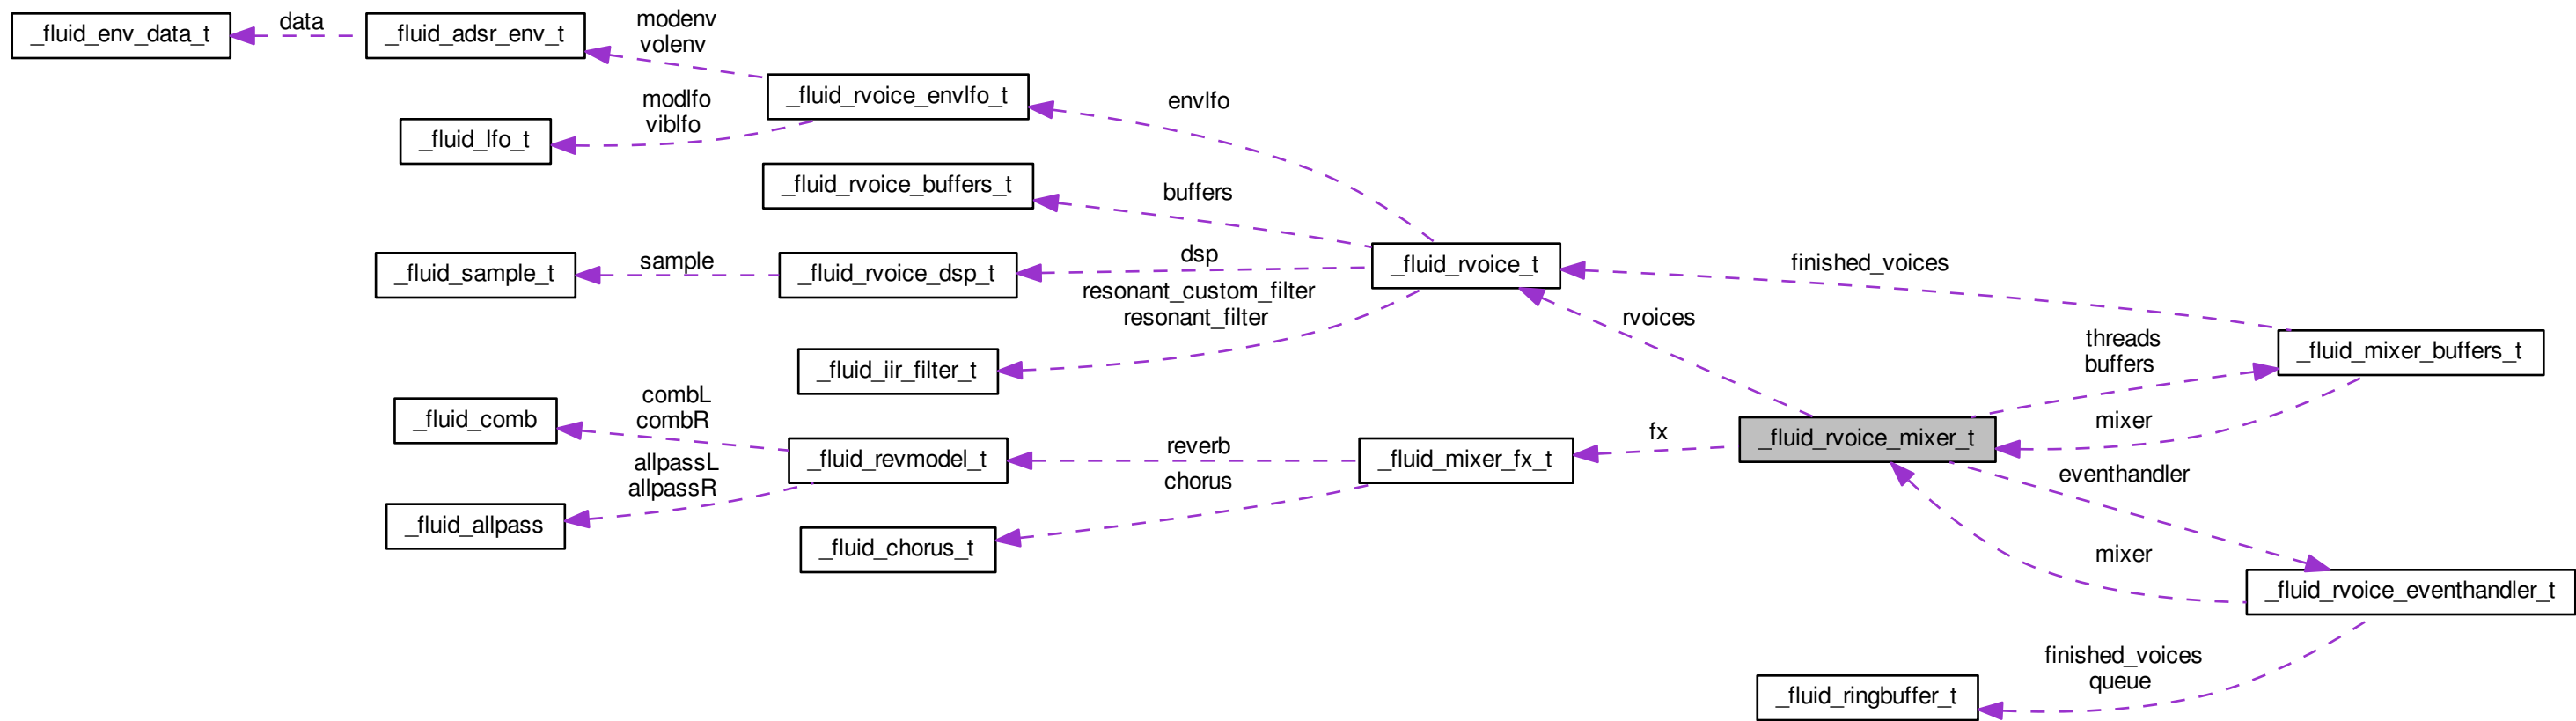 _fluid_env_data_t
data
_fluid_adsr_env_t
modenv
volenv
_fluid_rvoice_envlfo_t
envlfo
modlfo
viblfo
_fluid_lfo_t
_fluid_rvoice_buffers_t
buffers
_fluid_sample_t
sample
_fluid_rvoice_dsp_t
dsp
_fluid_rvoice_t
finished_voices
resonant_custom_filter
resonant_filter
rvoices
threads
buffers
_fluid_mixer_buffers_t
_fluid_iir_filter_t
_fluid_comb
combL
combR
mixer
_fluid_revmodel_t
reverb
_fluid_mixer_fx_t
fx
_fluid_rvoice_mixer_t
allpassL
allpassR
chorus
eventhandler
_fluid_allpass
_fluid_chorus_t
mixer
_fluid_rvoice_eventhandler_t
finished_voices
queue
_fluid_ringbuffer_t